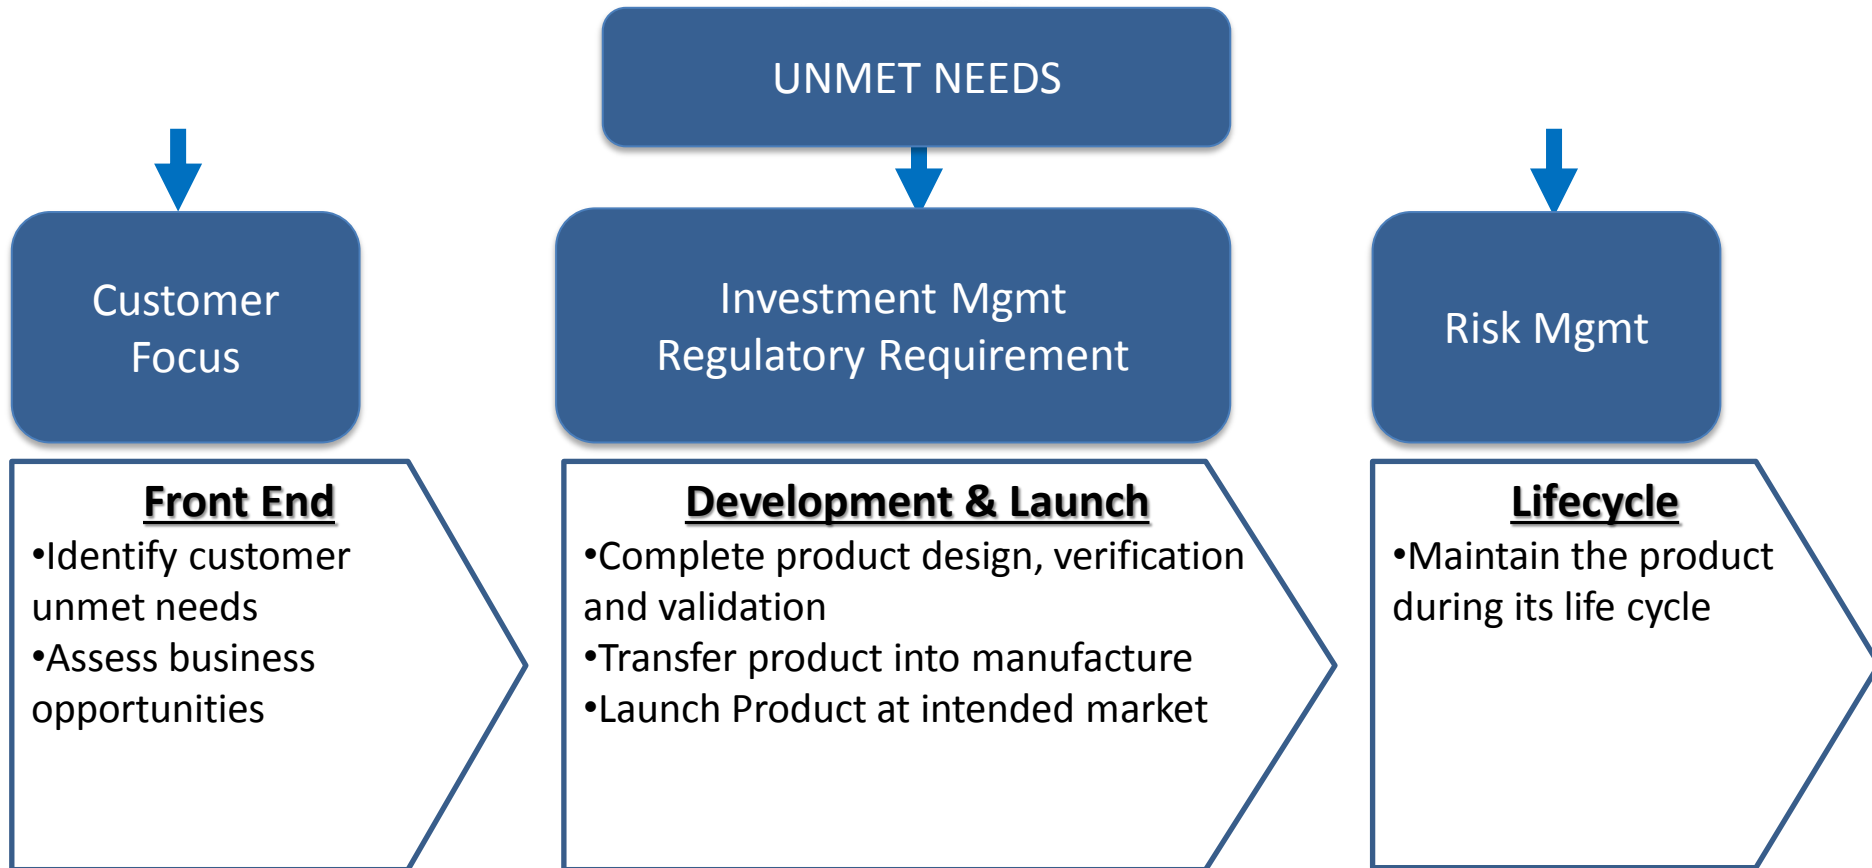 UNMET NEEDS
Customer
Focus
Investment Mgmt
Regulatory Requirement
Risk Mgmt
Front End
•Identify customer
unmet needs
•Assess business
opportunities
Development & Launch
•Complete product design, verification
and validation
•Transfer product into manufacture
•Launch Product at intended market
Lifecycle
•Maintain the product
during its life cycle